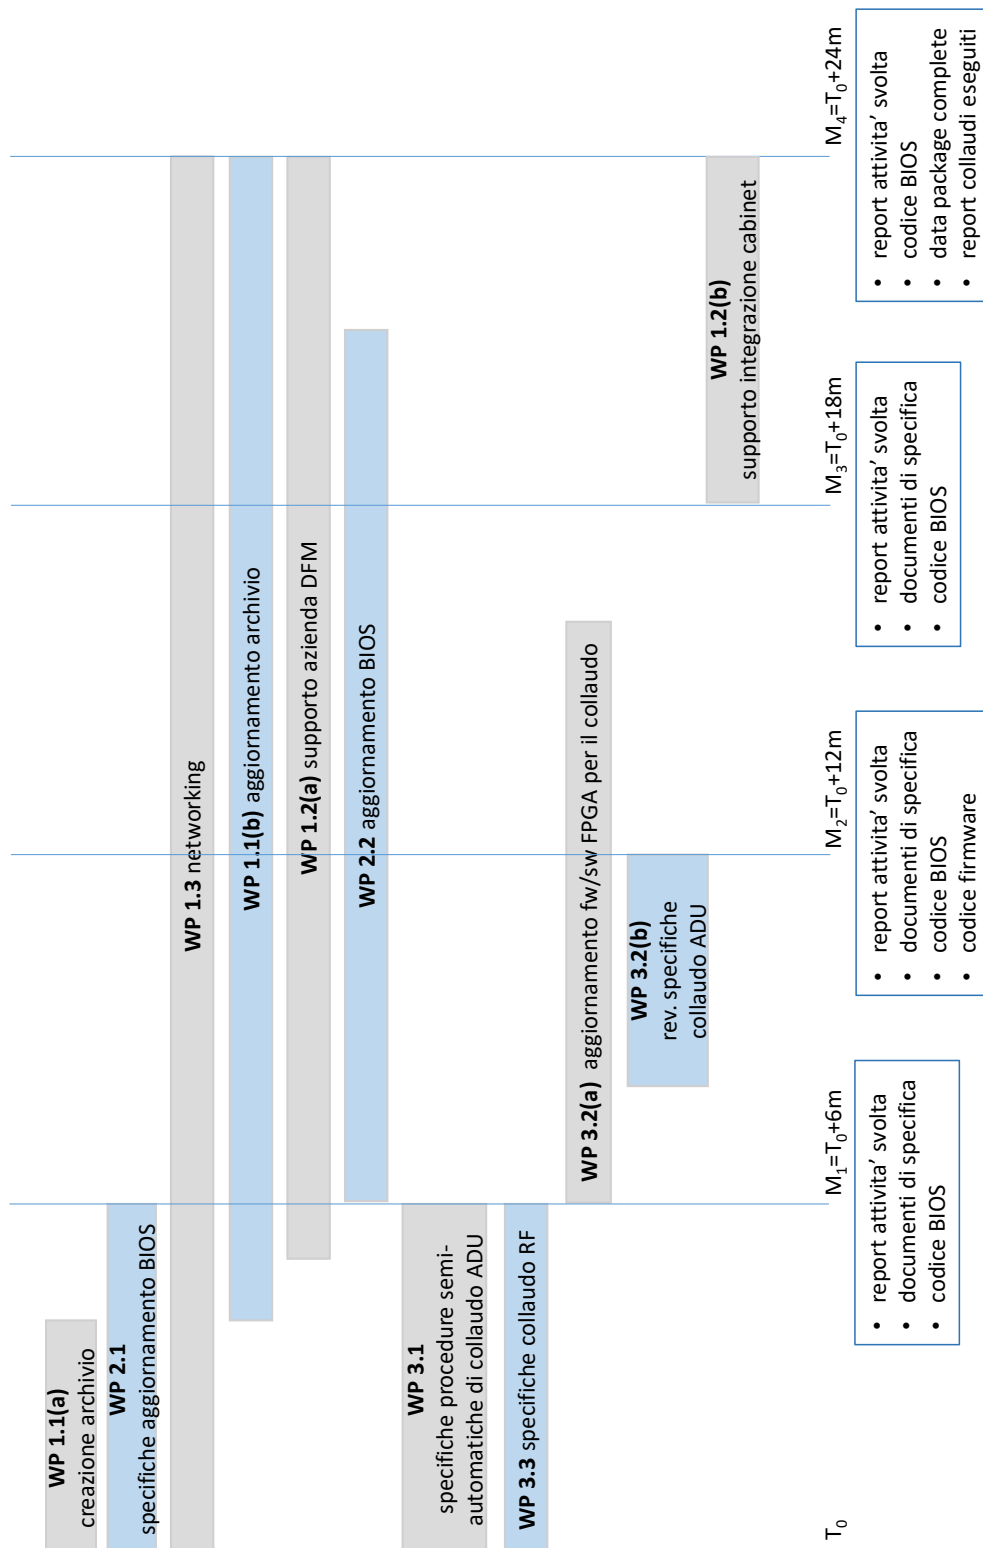 WP 1.1(a)
creazione archivio
WP 2.1
specifiche aggiornamento BIOS
WP 1.3 networking
WP 1.1(b) aggiornamento archivio
WP 1.2(a) supporto azienda DFM
WP 2.2 aggiornamento BIOS
WP 3.1
specifiche procedure semi-
automatiche di collaudo ADU
WP 3.3 specifiche collaudo RF
WP 3.2(a) aggiornamento fw/sw FPGA per il collaudo
WP 3.2(b)
rev. specifiche
collaudo ADU
WP 1.2(b)
supporto integrazione cabinet
T0
M1=T0+6m
M2=T0+12m
M3=T0+18m
M4=T0+24m
• report attivita’ svolta
• documenti di specifica
• codice BIOS
• report attivita’ svolta
• documenti di specifica
• codice BIOS
• codice firmware
• report attivita’ svolta
• documenti di specifica
• codice BIOS
• report attivita’ svolta
• codice BIOS
• data package complete
• report collaudi eseguiti